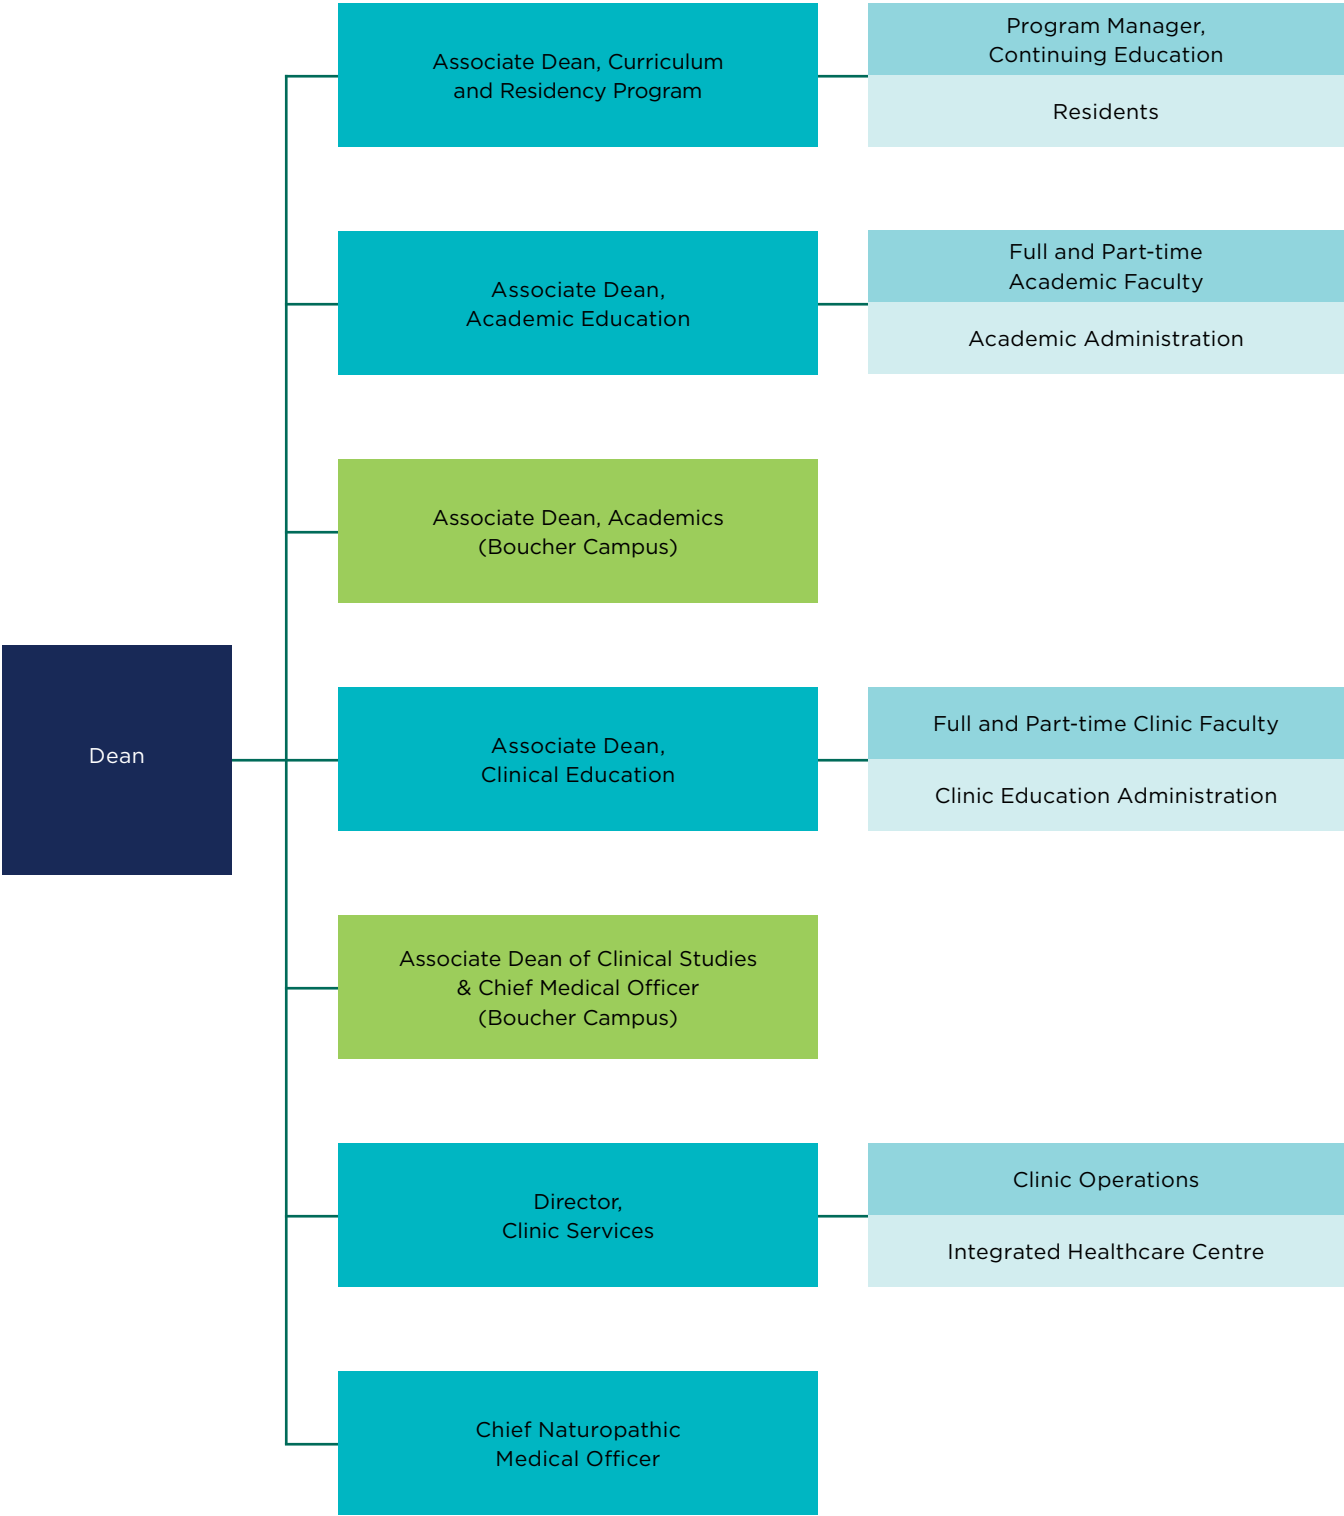 Associate Dean, Curriculum
and Residency Program
Program Manager,
Continuing Education
Residents
Associate Dean,
Academic Education
Full and Part-time
Academic Faculty
Academic Administration
Associate Dean, Academics
(Boucher Campus)
Dean
Associate Dean,
Clinical Education
Full and Part-time Clinic Faculty
Clinic Education Administration
Associate Dean of Clinical Studies
& Chief Medical Officer
(Boucher Campus)
Director,
Clinic Services
Clinic Operations
Integrated Healthcare Centre
Chief Naturopathic
Medical Officer